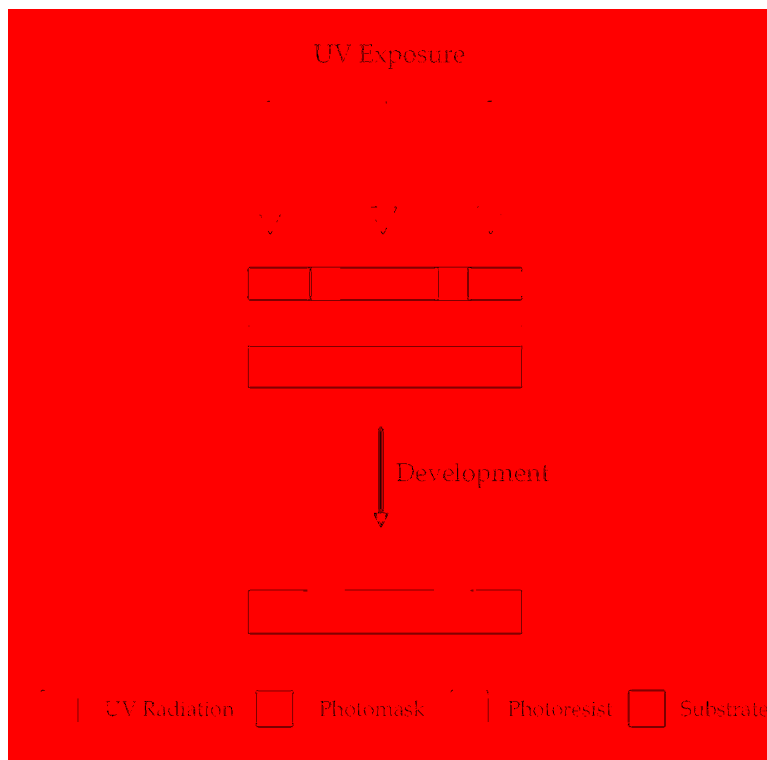 UV Exposure
Development
UV Radiation Photomask Photoresist Substrate